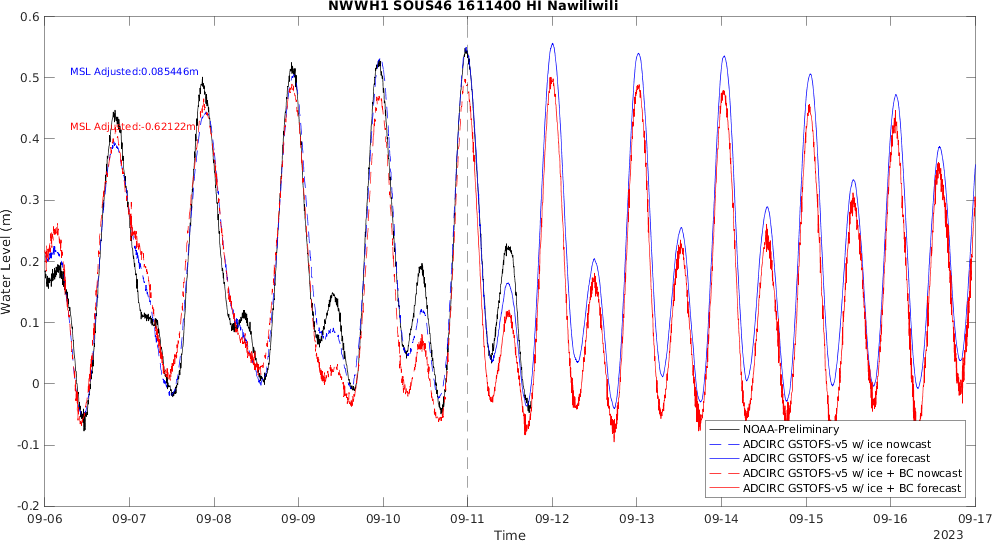 NWWH1 SOUS46 1611400 HI Nawiliwili
0.6
0.5
0.4
0.3
0.2
0.1
0
-0.1
-0.2
Water Level (m)
MSL Adjusted:0.085446m
MSL Adjusted:-0.62122m
NOAA-Preliminary
ADCIRC GSTOFS-v5 w/ ice nowcast
ADCIRC GSTOFS-v5 w/ ice forecast
ADCIRC GSTOFS-v5 w/ice + BC nowcast
ADCIRC GSTOFS-v5 w/ice + BC forecast
09-06 09-07 09-08 09-09 09-10 09-11 09-12 09-13 09-14 09-15 09-16 09-17
Time
2023